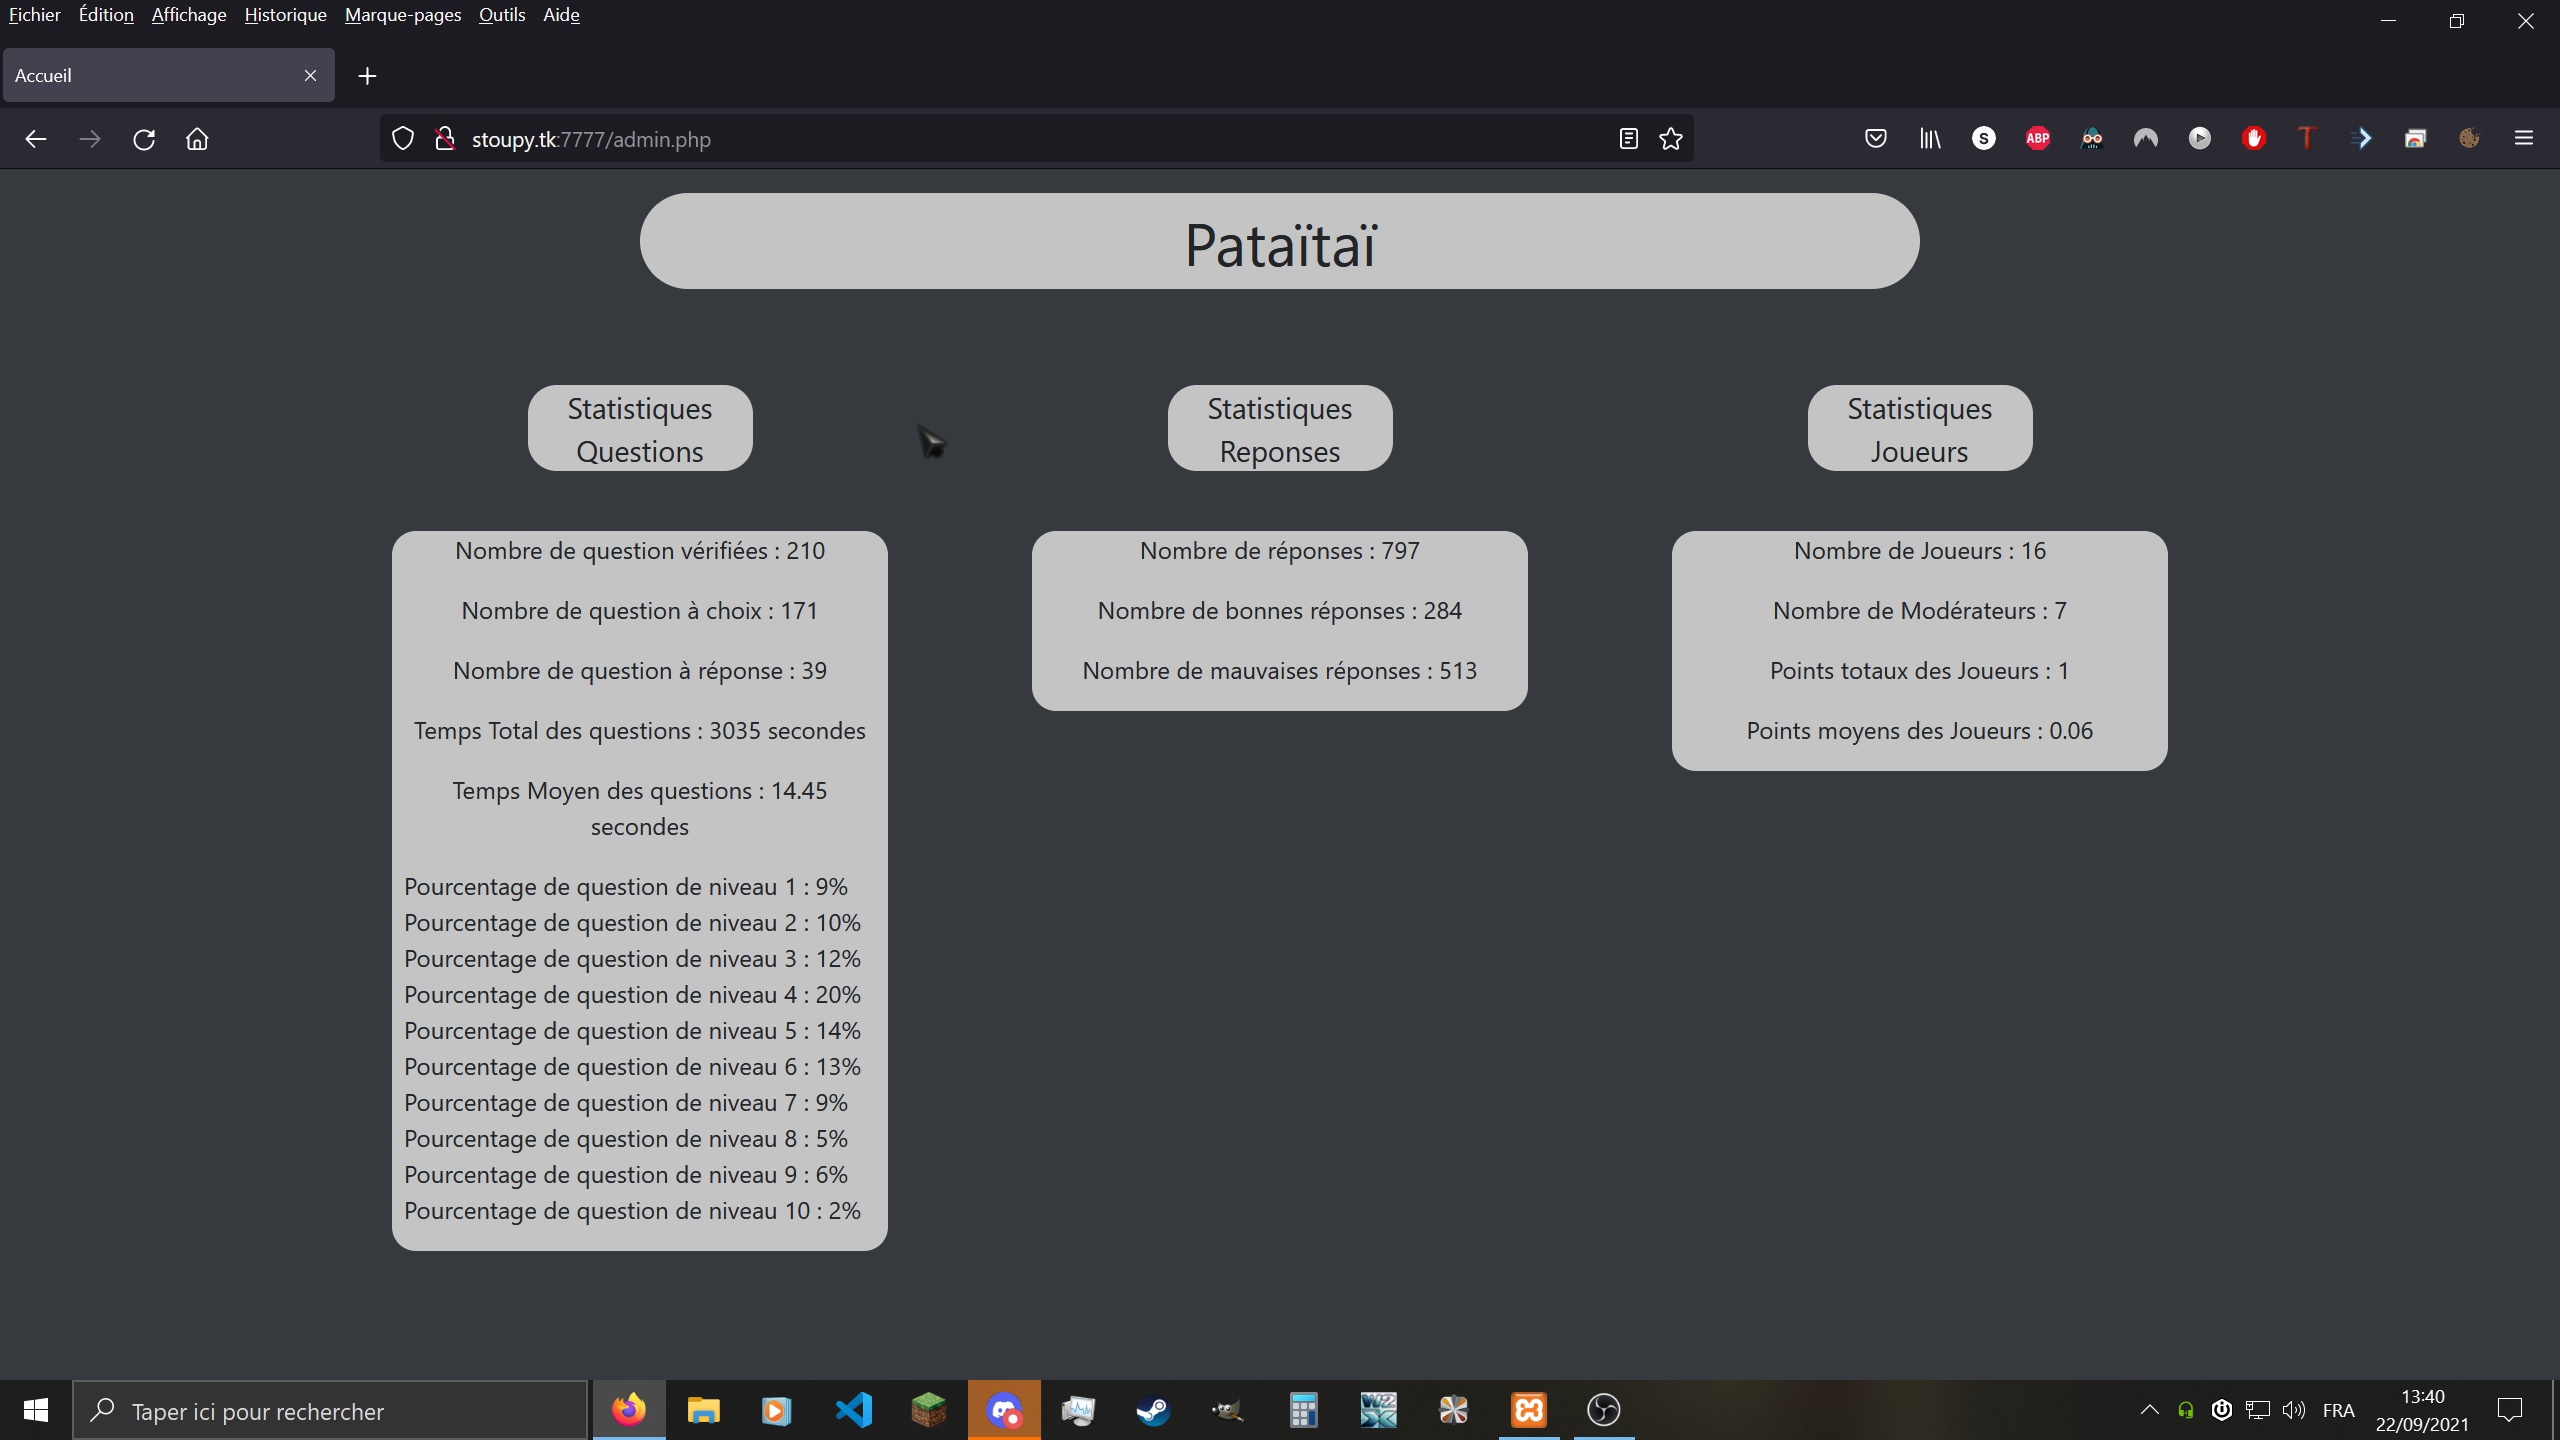 Fichier Édition Affichage Historique Marque-pages Outils Aide
Accueil
stoupy.tk:7777/admin.php
S
ABP
T
Pataïtaï
Statistiques
Questions
Nombre de question vérifiées : 210
Nombre de question à choix : 171
Nombre de question à réponse : 39
Temps Total des questions : 3035 secondes
Temps Moyen des questions : 14.45
secondes
Pourcentage de question de niveau 1 : 9%
Pourcentage de question de niveau 2 : 10%
Pourcentage de question de niveau 3 : 12%
Pourcentage de question de niveau 4 : 20%
Pourcentage de question de niveau 5 : 14%
Pourcentage de question de niveau 6 : 13%
Pourcentage de question de niveau 7 : 9%
Pourcentage de question de niveau 8 : 5%
Pourcentage de question de niveau 9 : 6%
Pourcentage de question de niveau 10 : 2%
Statistiques
Reponses
Nombre de réponses : 797
Nombre de bonnes réponses : 284
Nombre de mauvaises réponses : 513
Statistiques
Joueurs
Nombre de Joueurs : 16
Nombre de Modérateurs : 7
Points totaux des Joueurs : 1
Points moyens des Joueurs : 0.06
Taper ici pour rechercher
FRA
13:40
22/09/2021